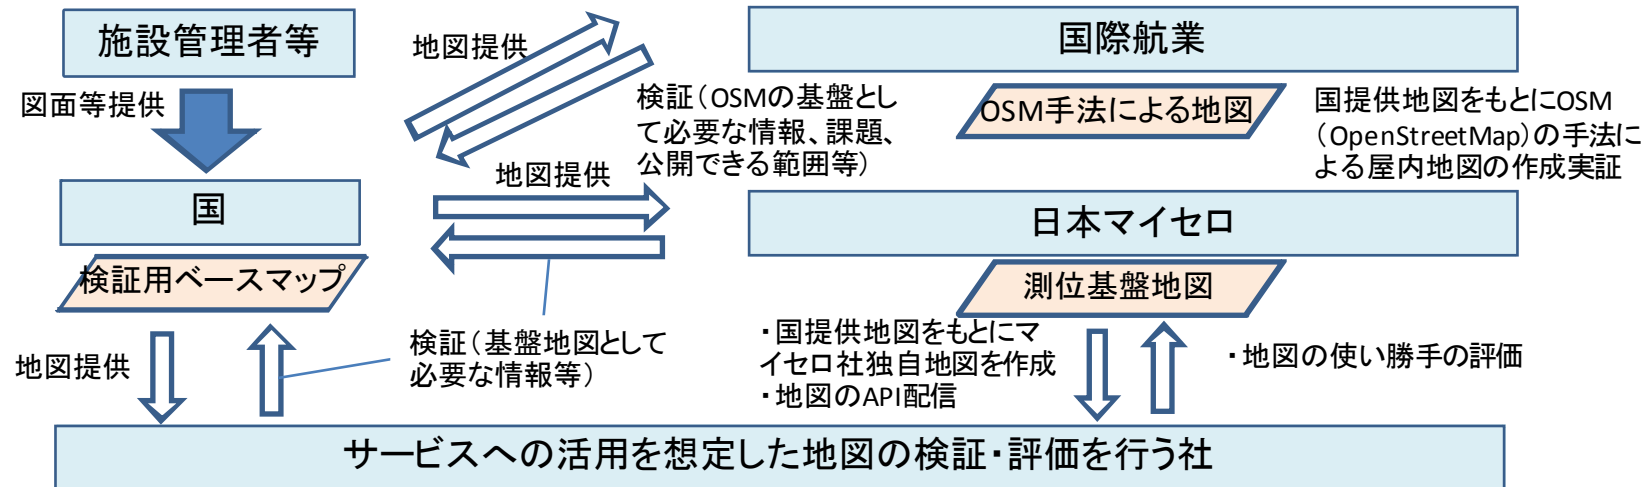 施設管理者等
図面等提供
国
検証用ベースマップ
地図提供
地図提供
検証（OSMの基盤とし
て必要な情報、課題、
公開できる範囲等）
地図提供
検証（基盤地図として
必要な情報等）
国際航業
OSM手法による地図
国提供地図をもとにOSM
（OpenStreetMap）の手法に
よる屋内地図の作成実証
日本マイセロ
測位基盤地図
・国提供地図をもとにマ
イセロ社独自地図を作成
・地図のAPI配信
・地図の使い勝手の評価
サービスへの活用を想定した地図の検証・評価を行う社